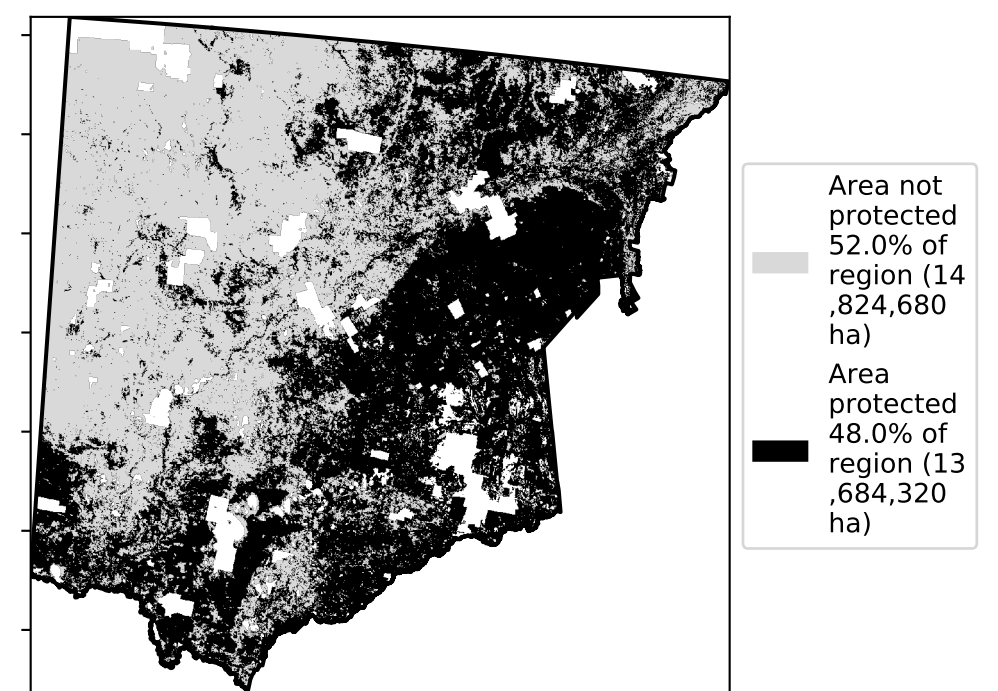 Area not
protected
52.0% of
region (14
,824,680
ha)
Area
protected
48.0% of
region (13
,684,320
ha)